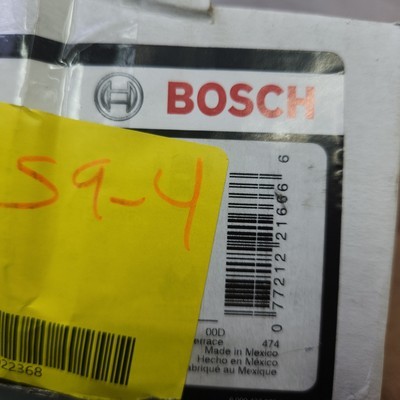 BOSCH
59-4
0 77212 21666 6
00D
errace 474
Made in Mexico
Hecho en México
abriqué au Mexique
22368